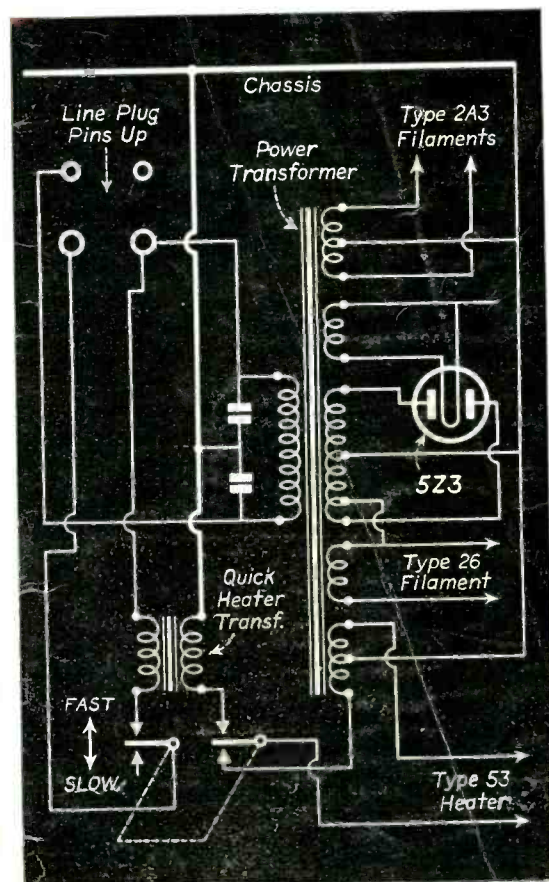 Chassis
Line Plug
Pins Up
Type 2A3
Filaments
Power
Transformer
5Z3
Quick
Heater
Transf.
Type 26
Filament
FAST
SLOW
Type 53
Heater